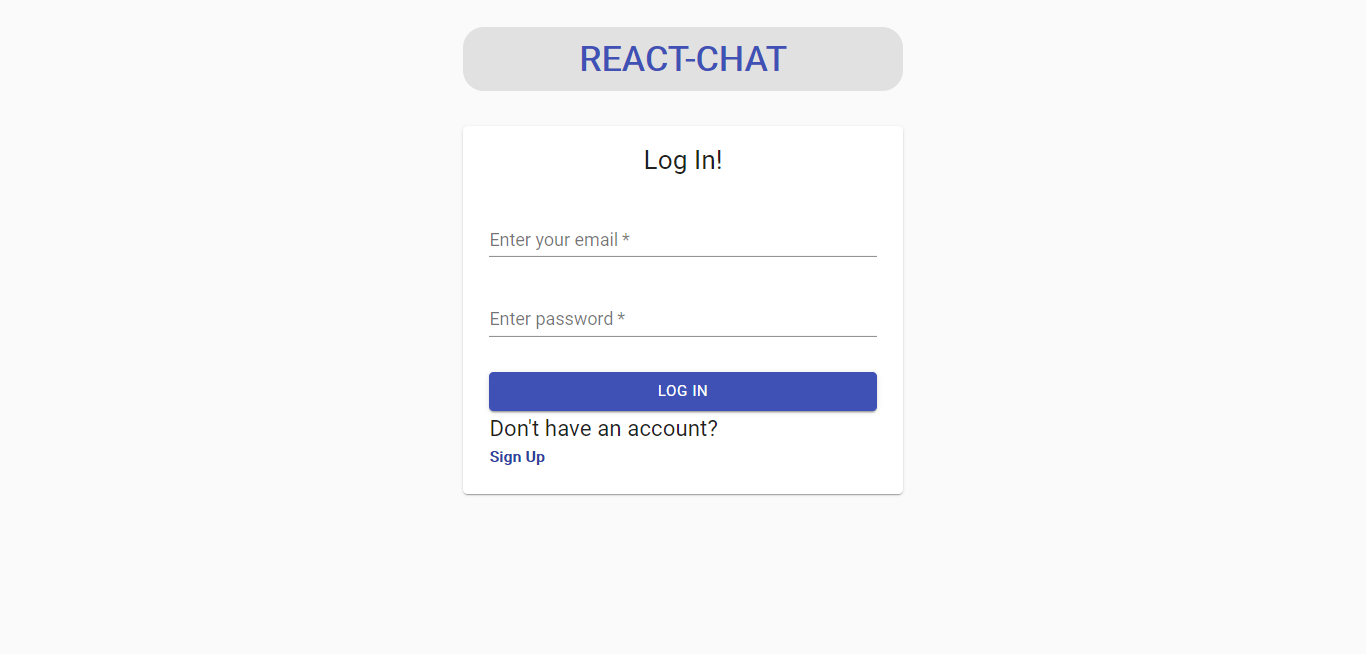 REACT-CHAT
Log In!
Enter your email *
Enter password *
LOG IN
Don't have an account?
Sign Up